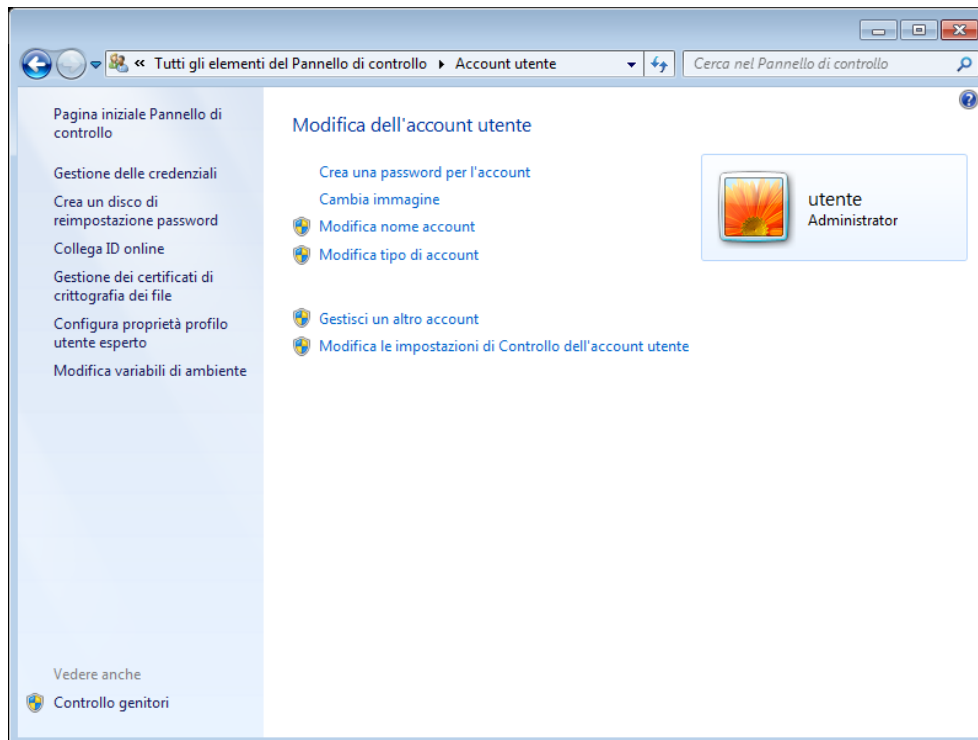 « Tutti gli elementi del Pannello di controllo Account utente
Cerca nel Pannello di controllo
Pagina iniziale Pannello di
controllo
Gestione delle credenziali
Crea un disco di
reimpostazione password
Collega ID online
Gestione dei certificati di
crittografia dei file
Configura proprietà profilo
utente esperto
Modifica variabili di ambiente
Vedere anche
Controllo genitori
Modifica dell'account utente
Crea una password per l'account
Cambia immagine
Modifica nome account
Modifica tipo di account
Gestisci un altro account
Modifica le impostazioni di Controllo dell'account utente
utente
Administrator